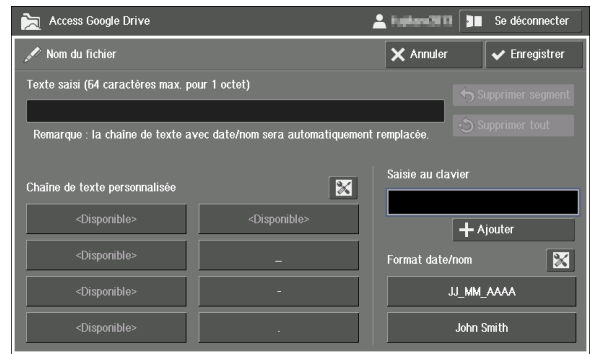 Access Google Drive
Se déconnecter
Nom du fichier
Annuler
Enregistrer
Texte saisi (64 caractères max. pour 1 octet)
Supprimer segment
Supprimer tout
Remarque : la chaîne de texte avec date/nom sera automatiquement remplacée.
Saisie au clavier
Chaîne de texte personnalisée
<Disponible>
<Disponible>
Ajouter
<Disponible>
_
Format date/nom
<Disponible>
-
JJ_MM_AAAA
<Disponible>
.
John Smith